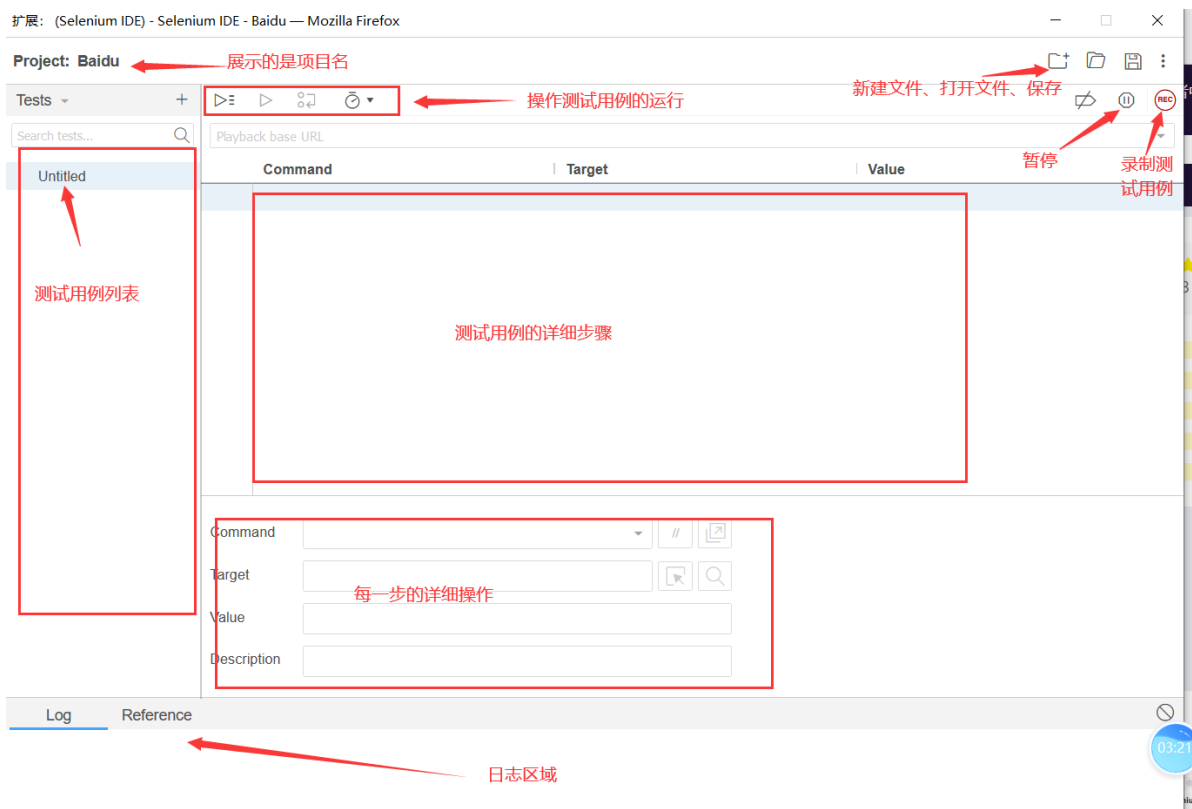 扩展： (Selenium IDE) - Selenium IDE - Baidu — Mozilla Firefox
Project: Baidu
展示的是项目名
新建文件、打开文件、保存
Tests
操作测试用例的运行
REC
Search tests...
Playback base URL
暂停
录制测
试用例
Command
Target
Value
Untitled
测试用例列表
测试用例的详细步骤
Command
//
Target
每一步的详细操作
Value
Description
Log
Reference
03:21
日志区域